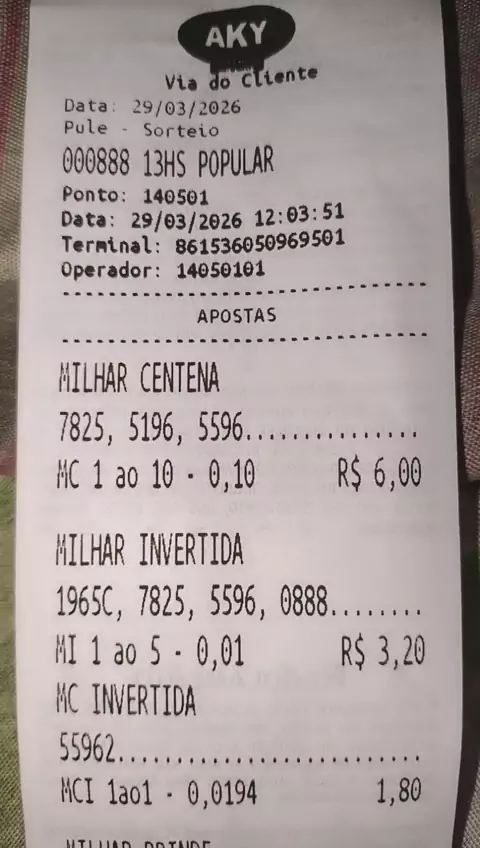 AKY
Via do Cliente
Data: 29/03/2026
Pule - Sorteio
000888 13HS POPULAR
Ponto: 140501
Data: 29/03/2026 12:03:51
Terminal: 861536050969501
Operador: 14050101
APOSTAS
MILHAR CENTENA
7825, 5196, 5596...............
MC 1 ao 10 - 0,10 R$ 6,00
MILHAR INVERTIDA
1965C, 7825, 5596, 0888........
MI 1 ao 5 - 0,01 R$ 3,20
MC INVERTIDA
55962...........................
MCI 1ao1 - 0,0194 1,80
MILHAR BRINDE